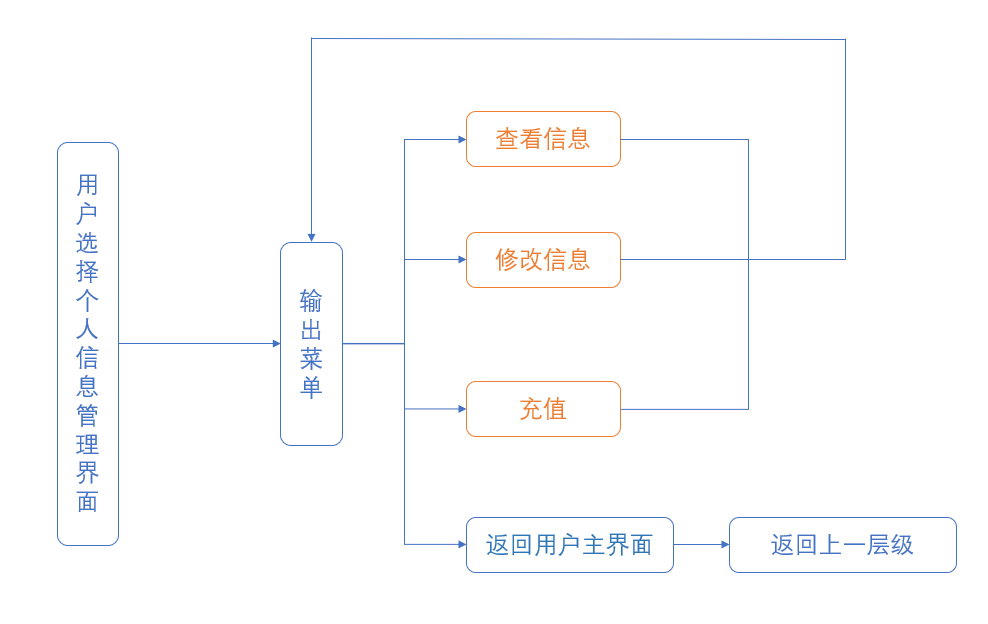 用户选择个人信息管理界面
输出菜单
查看信息
修改信息
充值
返回用户主界面
返回上一层级